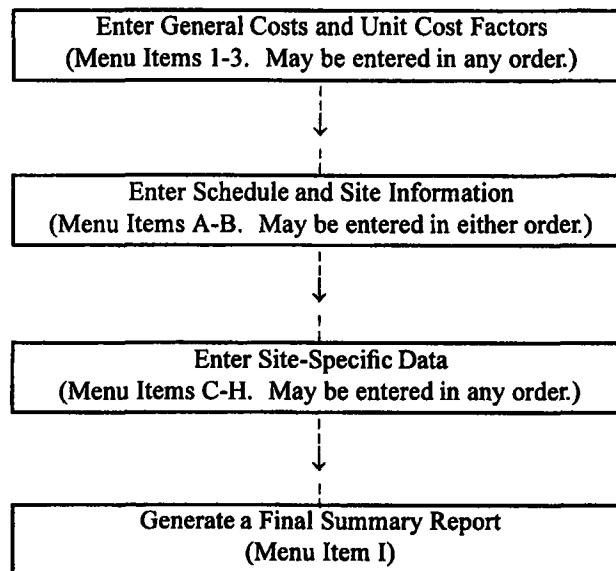 Enter General Costs and Unit Cost Factors
(Menu Items 1-3. May be entered in any order.)
Enter Schedule and Site Information
(Menu Items A-B. May be entered in either order.)
Enter Site-Specific Data
(Menu Items C-H. May be entered in any order.)
Generate a Final Summary Report
(Menu Item I)